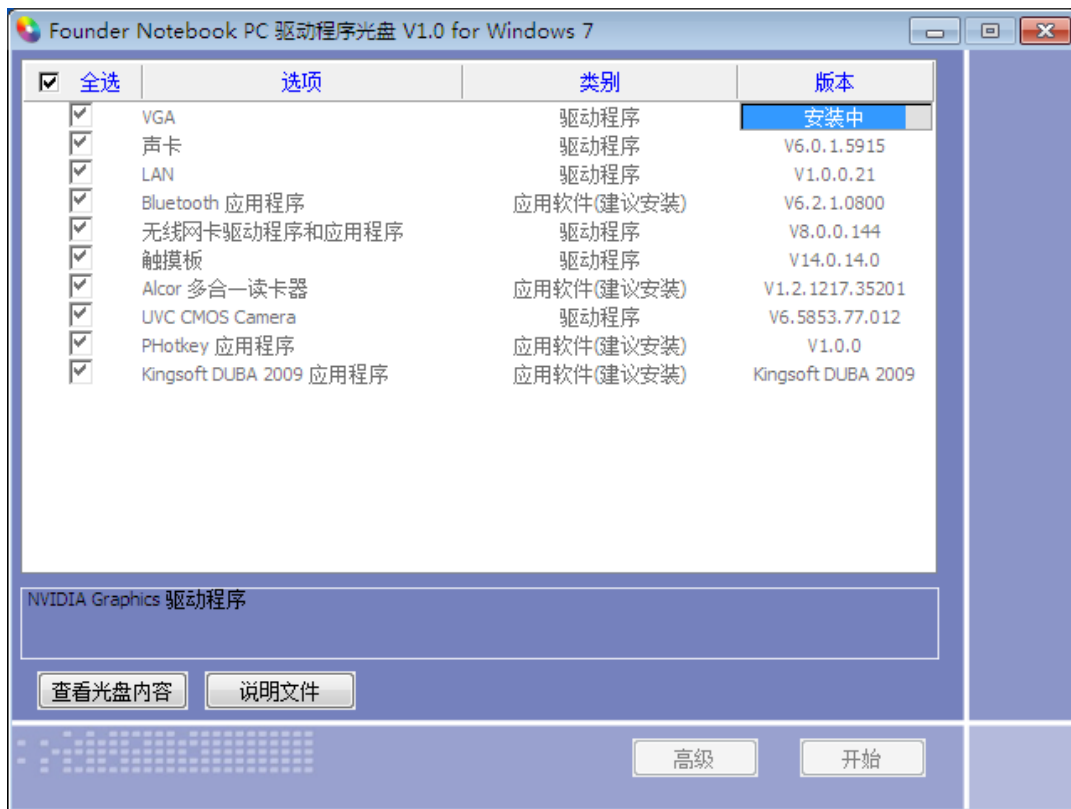 Founder Notebook PC 驱动程序光盘 V1.0 for Windows 7
全选 选项 类别 版本
VGA 驱动程序 安装中
声卡 驱动程序 V6.0.1.5915
LAN 驱动程序 V1.0.0.21
Bluetooth 应用程序 应用软件(建议安装) V6.2.1.0800
无线网卡驱动程序和应用程序 驱动程序 V8.0.0.144
触摸板 驱动程序 V14.0.14.0
Alcor 多合一读卡器 应用软件(建议安装) V1.2.1217.35201
UVC CMOS Camera 驱动程序 V6.5853.77.012
PHotkey 应用程序 应用软件(建议安装) V1.0.0
Kingsoft DUBA 2009 应用程序 应用软件(建议安装) Kingsoft DUBA 2009
NVIDIA Graphics 驱动程序
查看光盘内容 说明文件
高级 开始